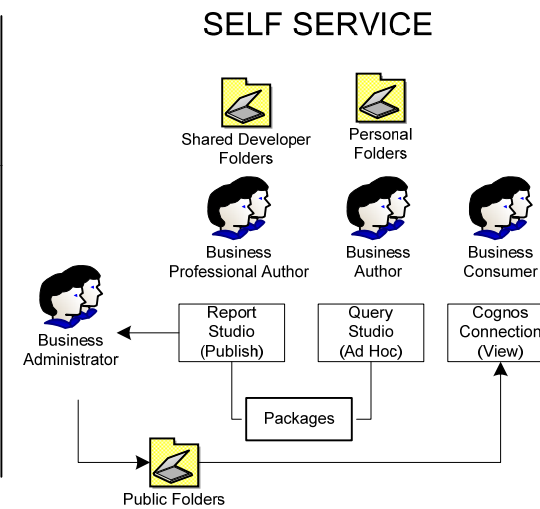 SELF SERVICE
Shared Developer
Folders
Personal
Folders
Business
Professional Author
Business
Author
Business
Consumer
Business
Administrator
Report
Studio
(Publish)
Query
Studio
(Ad Hoc)
Cognos
Connection
(View)
Packages
Public Folders